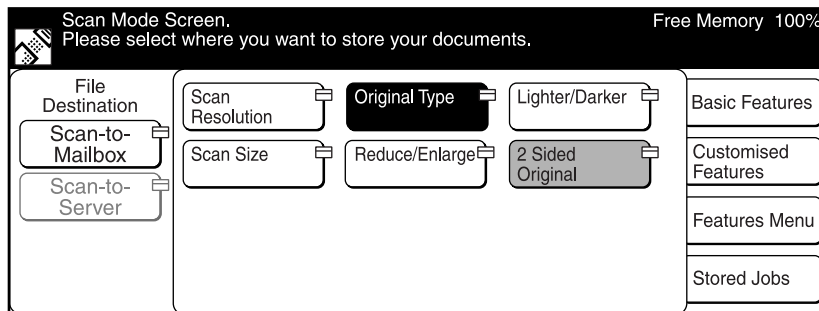 Scan Mode Screen.
Free Memory 100%
Please select where you want to store your documents.
File
Destination
Scan-to-
Mailbox
Scan-to-
Server
Scan
Resolution
Original Type
Lighter/Darker
Scan Size
Reduce/Enlarge
2 Sided
Original
Basic Features
Customised
Features
Features Menu
Stored Jobs